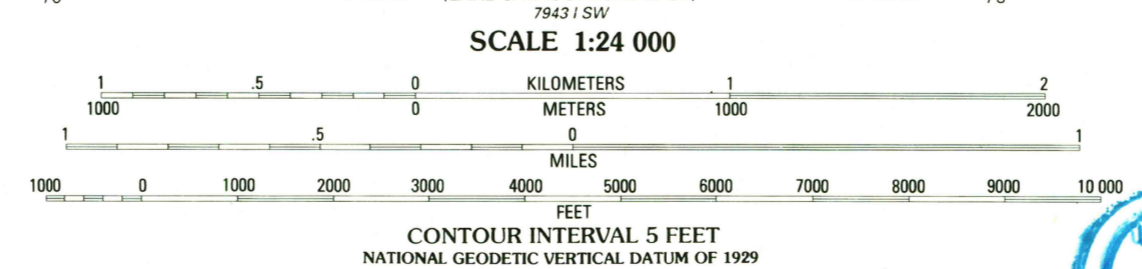 7943 I SW
SCALE 1:24 000
1 .5 0 KILOMETERS 1 2
1000 0 METERS 1000 2000
1 .5 0 1
MILES
1000 0 1000 2000 3000 4000 5000 6000 7000 8000 9000 10 000
FEET
CONTOUR INTERVAL 5 FEET
NATIONAL GEODETIC VERTICAL DATUM OF 1929